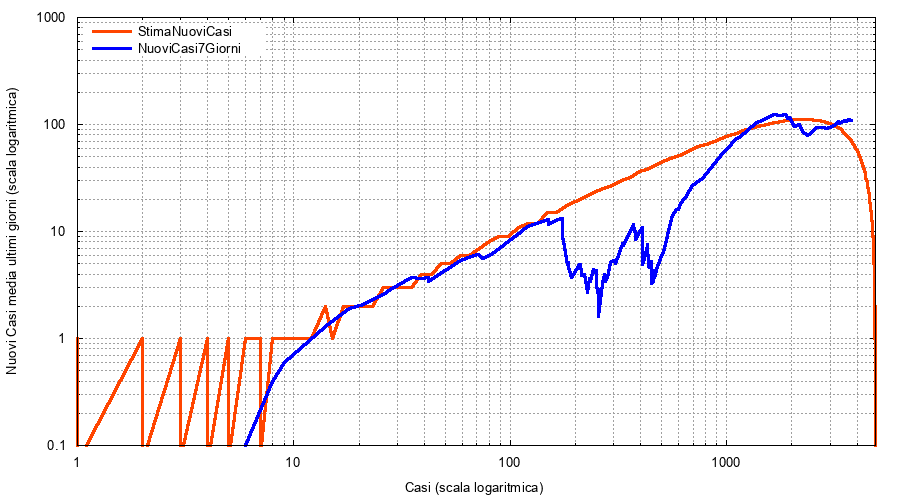 1000
StimaNuoviCasi
NuoviCasi7Giorni
100
10
1
0.1
Nuovi Casi media ultimi giorni (scala logaritmica)
1 10 100 1000
Casi (scala logaritmica)